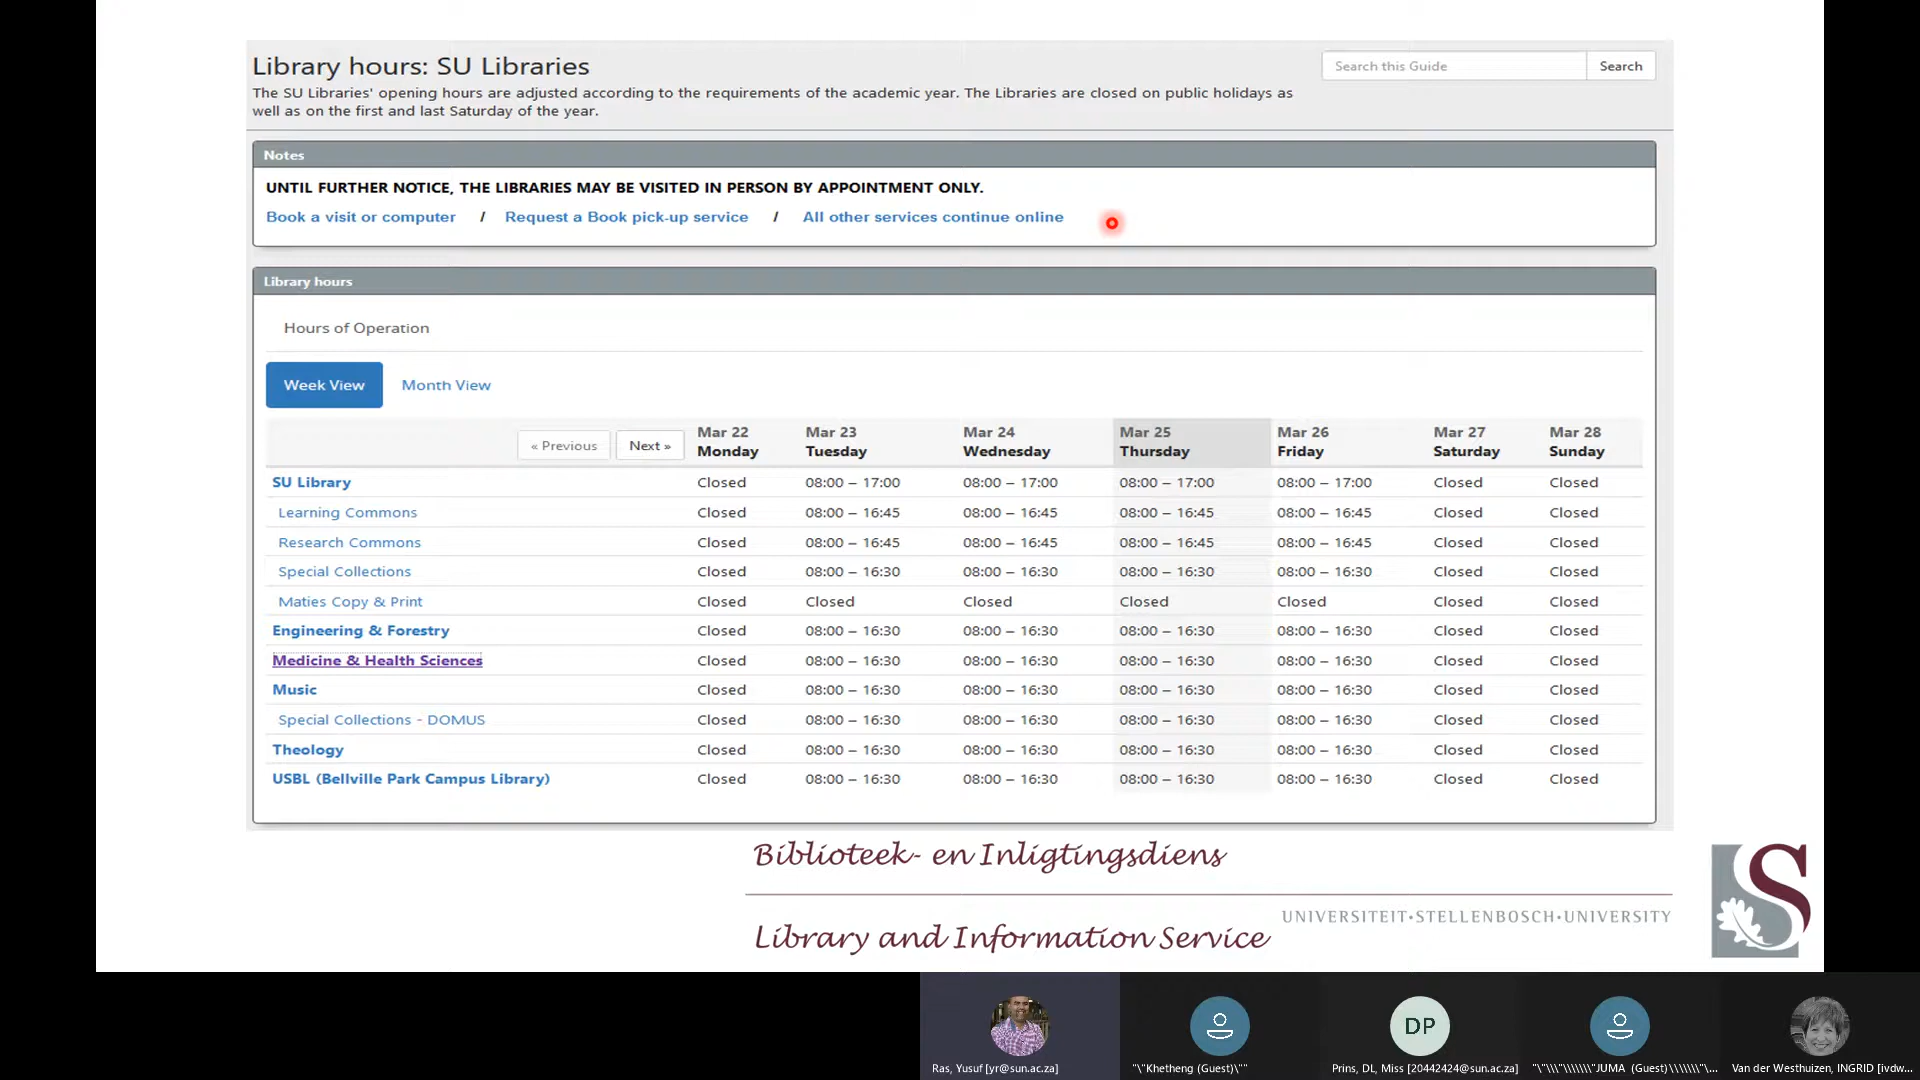 Library hours: SU Libraries
Search this Guide
Search
The SU Libraries' opening hours are adjusted according to the requirements of the academic year. The Libraries are closed on public holidays as
well as on the first and last Saturday of the year.
Notes
UNTIL FURTHER NOTICE, THE LIBRARIES MAY BE VISITED IN PERSON BY APPOINTMENT ONLY.
Book a visit or computer / Request a Book pick-up service / All other services continue online
Library hours
Hours of Operation
Week View Month View
« Previous Next »
Mar 22 Mar 23 Mar 24 Mar 25 Mar 26 Mar 27 Mar 28
Monday Tuesday Wednesday Thursday Friday Saturday Sunday
SU Library Closed 08:00 – 17:00 08:00 – 17:00 08:00 – 17:00 08:00 – 17:00 Closed Closed
Learning Commons Closed 08:00 – 16:45 08:00 – 16:45 08:00 – 16:45 08:00 – 16:45 Closed Closed
Research Commons Closed 08:00 – 16:45 08:00 – 16:45 08:00 – 16:45 08:00 – 16:45 Closed Closed
Special Collections Closed 08:00 – 16:30 08:00 – 16:30 08:00 – 16:30 08:00 – 16:30 Closed Closed
Maties Copy & Print Closed Closed Closed Closed Closed Closed Closed
Engineering & Forestry Closed 08:00 – 16:30 08:00 – 16:30 08:00 – 16:30 08:00 – 16:30 Closed Closed
Medicine & Health Sciences Closed 08:00 – 16:30 08:00 – 16:30 08:00 – 16:30 08:00 – 16:30 Closed Closed
Music Closed 08:00 – 16:30 08:00 – 16:30 08:00 – 16:30 08:00 – 16:30 Closed Closed
Special Collections - DOMUS Closed 08:00 – 16:30 08:00 – 16:30 08:00 – 16:30 08:00 – 16:30 Closed Closed
Theology Closed 08:00 – 16:30 08:00 – 16:30 08:00 – 16:30 08:00 – 16:30 Closed Closed
USBL (Bellville Park Campus Library) Closed 08:00 – 16:30 08:00 – 16:30 08:00 – 16:30 08:00 – 16:30 Closed Closed
Biblioteek- en Inligtingsdiens
UNIVERSITEIT•STELLENBOSCH•UNIVERSITY
Library and Information Service
S
DP
Ras, Yusuf [yr@sun.ac.za]
"\"Khetheng (Guest)\""
Prins, DL, Miss [20442424@sun.ac.za]
"\"\\\"\\\\\\\"JUMA (Guest)\\\\\\\"\...
Van der Westhuizen, INGRID [ivdw...